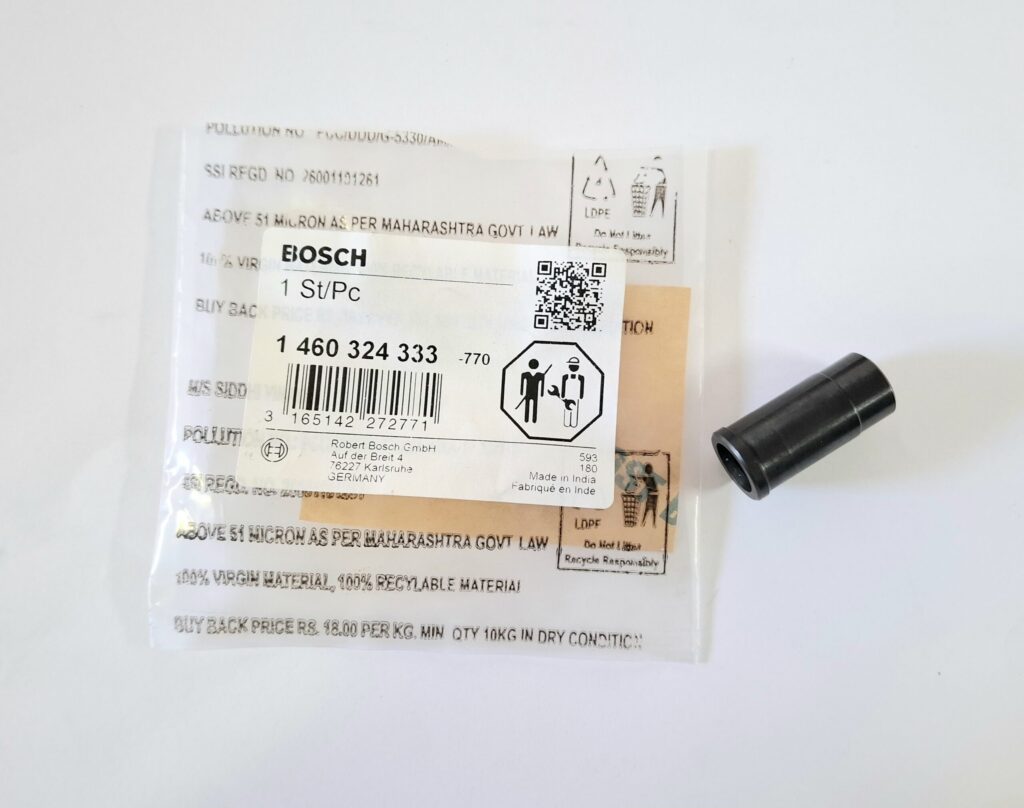 POLLUTION NO
SSI REGD. NO. 26001101261
ABOVE 51 MICRON AS PER MAHARASHTRA GOVT LAW
LDPE
Do Not Litter
Recycle Responsibly
BUY BACK PRICE
BOSCH
1 St/Pc
1 460 324 333 -770
3 165142 272771
Robert Bosch GmbH
Auf der Breit 4
76227 Karlsruhe
GERMANY
593
180
Made in India
Fabriqué en Inde
M/S
LDPE
Do Not Litter
Recycle Responsibly
ABOVE 51 MICRON AS PER MAHARASHTRA GOVT LAW
100% VIRGIN MATERIAL, 100% RECYLABLE MATERIAL
BUY BACK PRICE RS. 18.00 PER KG. MIN QTY 10KG IN DRY CONDITION